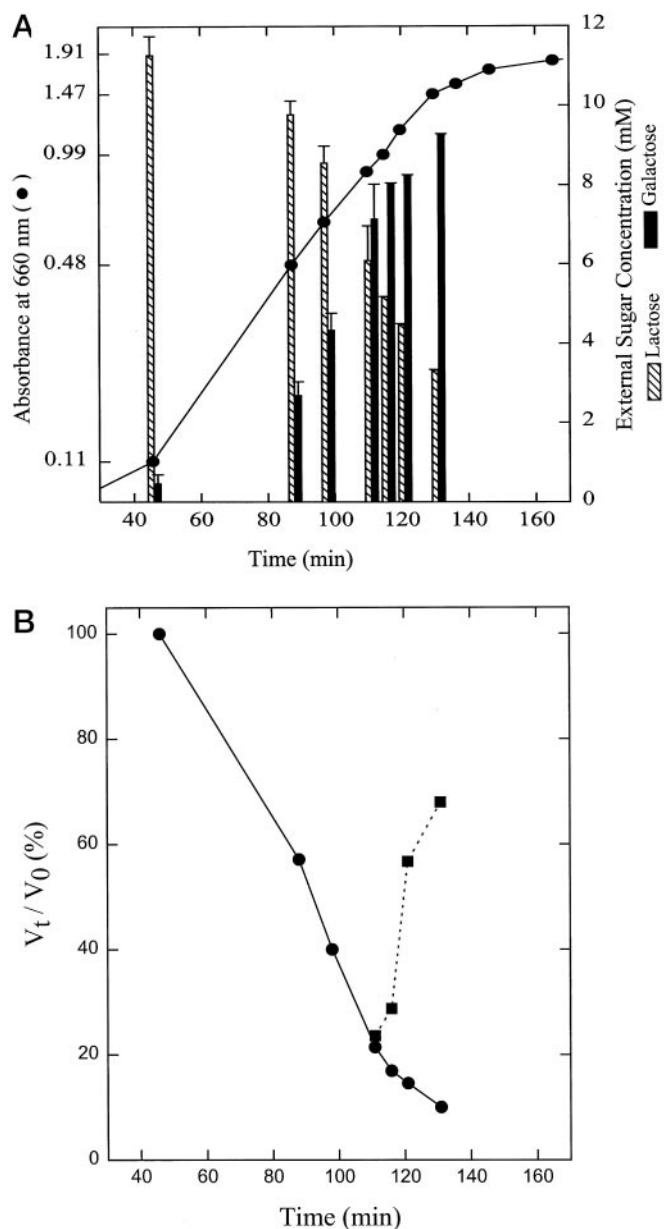 A
Absorbance at 660 nm ( ● )
1.91
1.47
0.99
0.48
0.11
12
10
8
6
4
2
0
External Sugar Concentration (mM)
Lactose
Galactose
40 60 80 100 120 140 160
Time (min)
B
Vt / V0 (%)
100
80
60
40
20
0
40 60 80 100 120 140 160
Time (min)